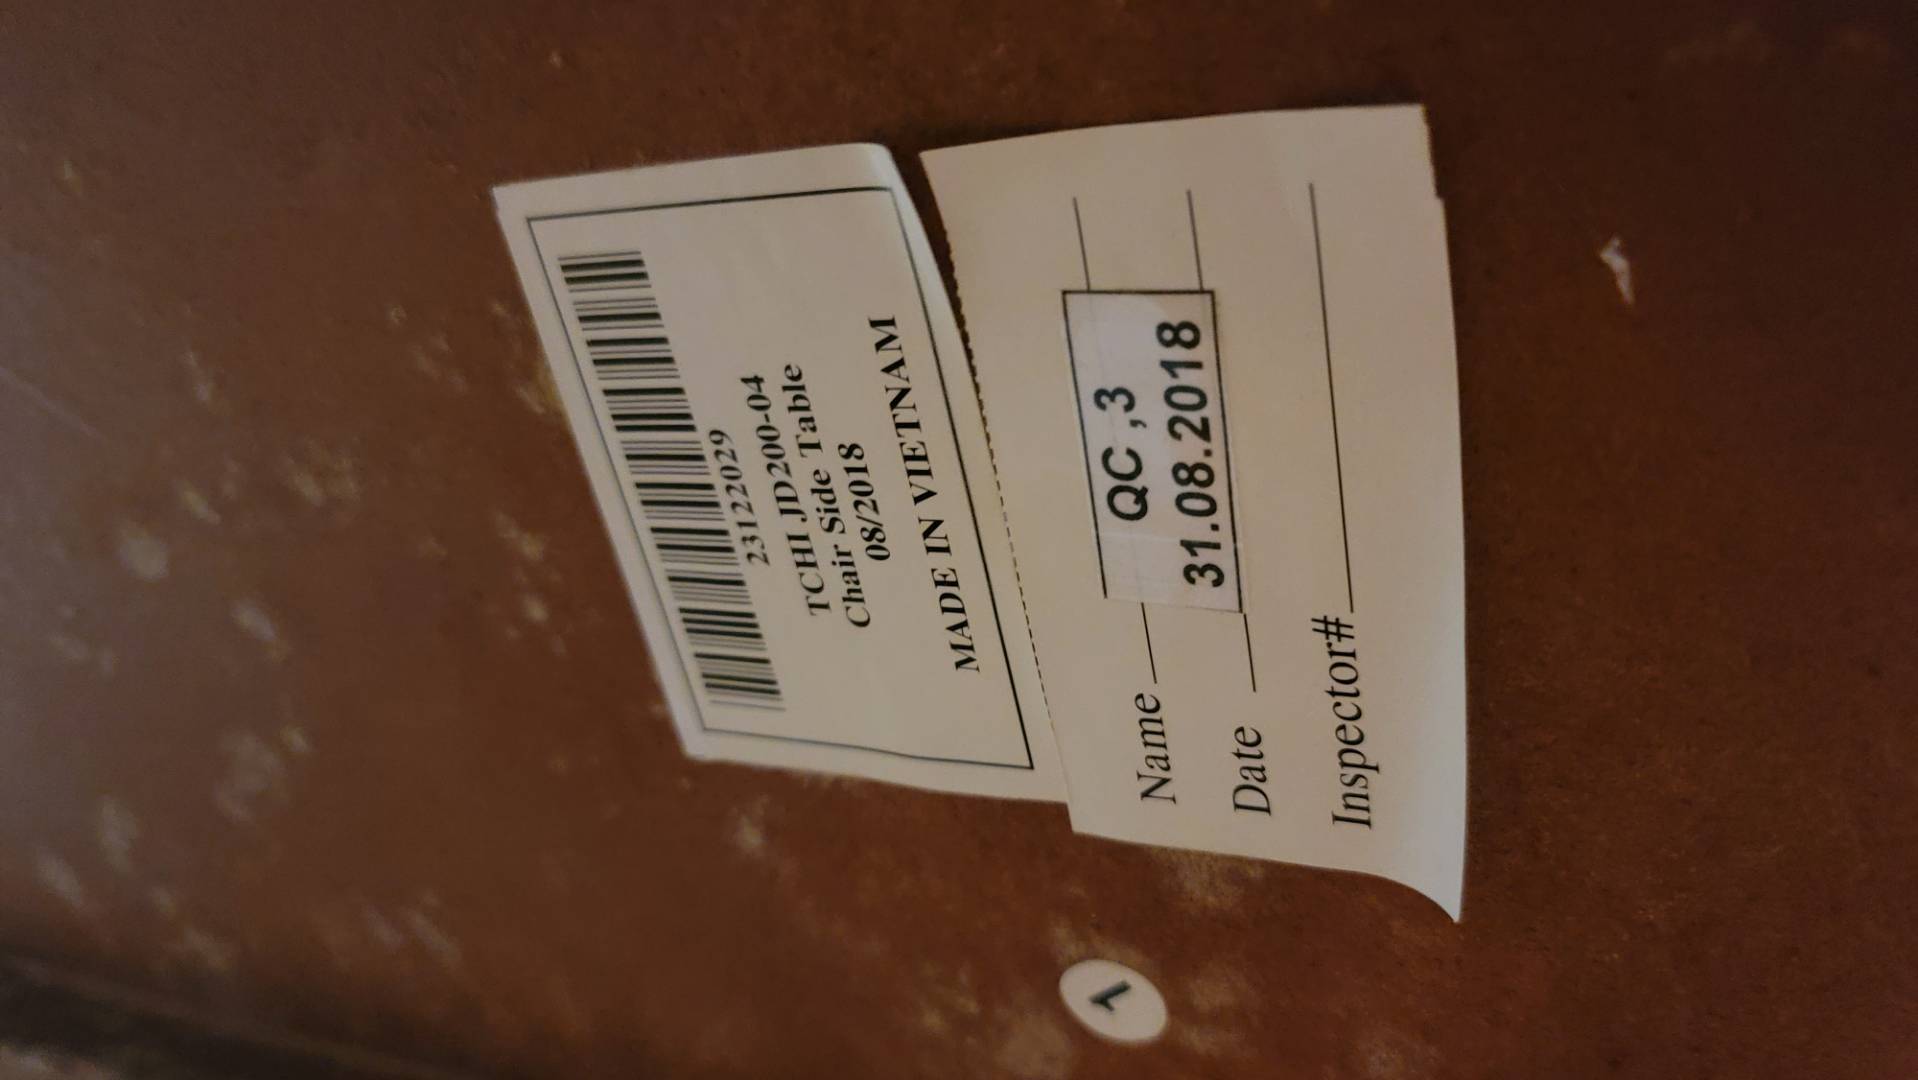 23122029
TCHI JD200-04
Chair Side Table
08/2018
MADE IN VIETNAM
QC ,3
Name
31.08.2018
Date
Inspector#
1